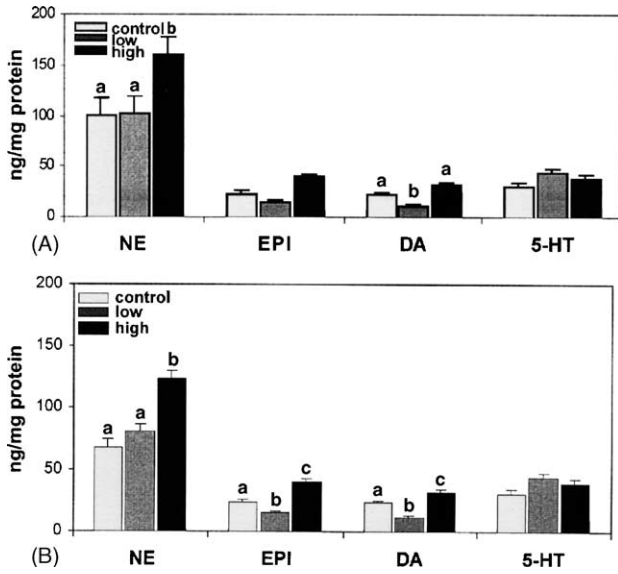 200
control b
low
high
150
a a
100
ng/mg protein
50
a b a
0
(A) NE EPI DA 5-HT
200
control
low
high
b
150
a a
100
ng/mg protein
50
a b c a b c
0
(B) NE EPI DA 5-HT